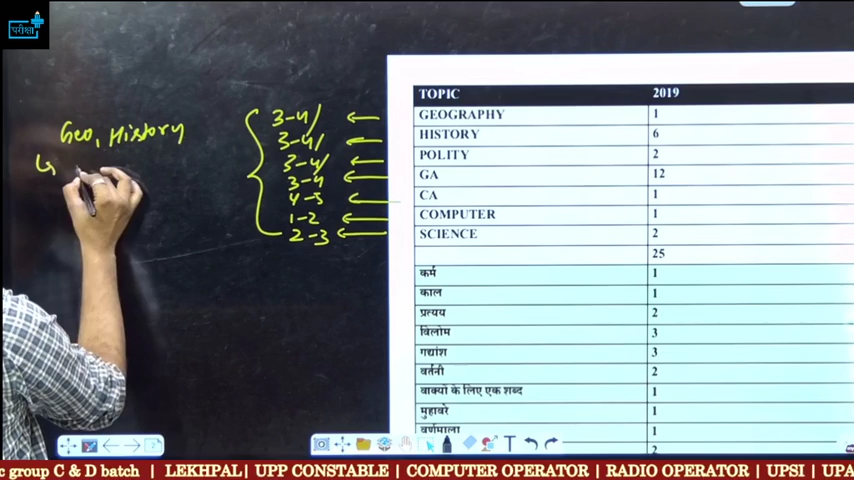 परीक्षा
Geo, History
3-4/
3-4/
3-4/
3-4
4-5
1-2
2-3
TOPIC 2019
GEOGRAPHY 1
HISTORY 6
POLITY 2
GA 12
CA 1
COMPUTER 1
SCIENCE 2
25
कर्म 1
काल 1
प्रत्यय 2
विलोम 3
गद्यांश 3
वर्तनी 2
वाक्यों के लिए एक शब्द 1
मुहावरे 1
वर्णमाला 1
2
T
c group C & D batch | LEKHPAL| UPP CONSTABLE | COMPUTER OPERATOR | RADIO OPERATOR | UPSI | UPA